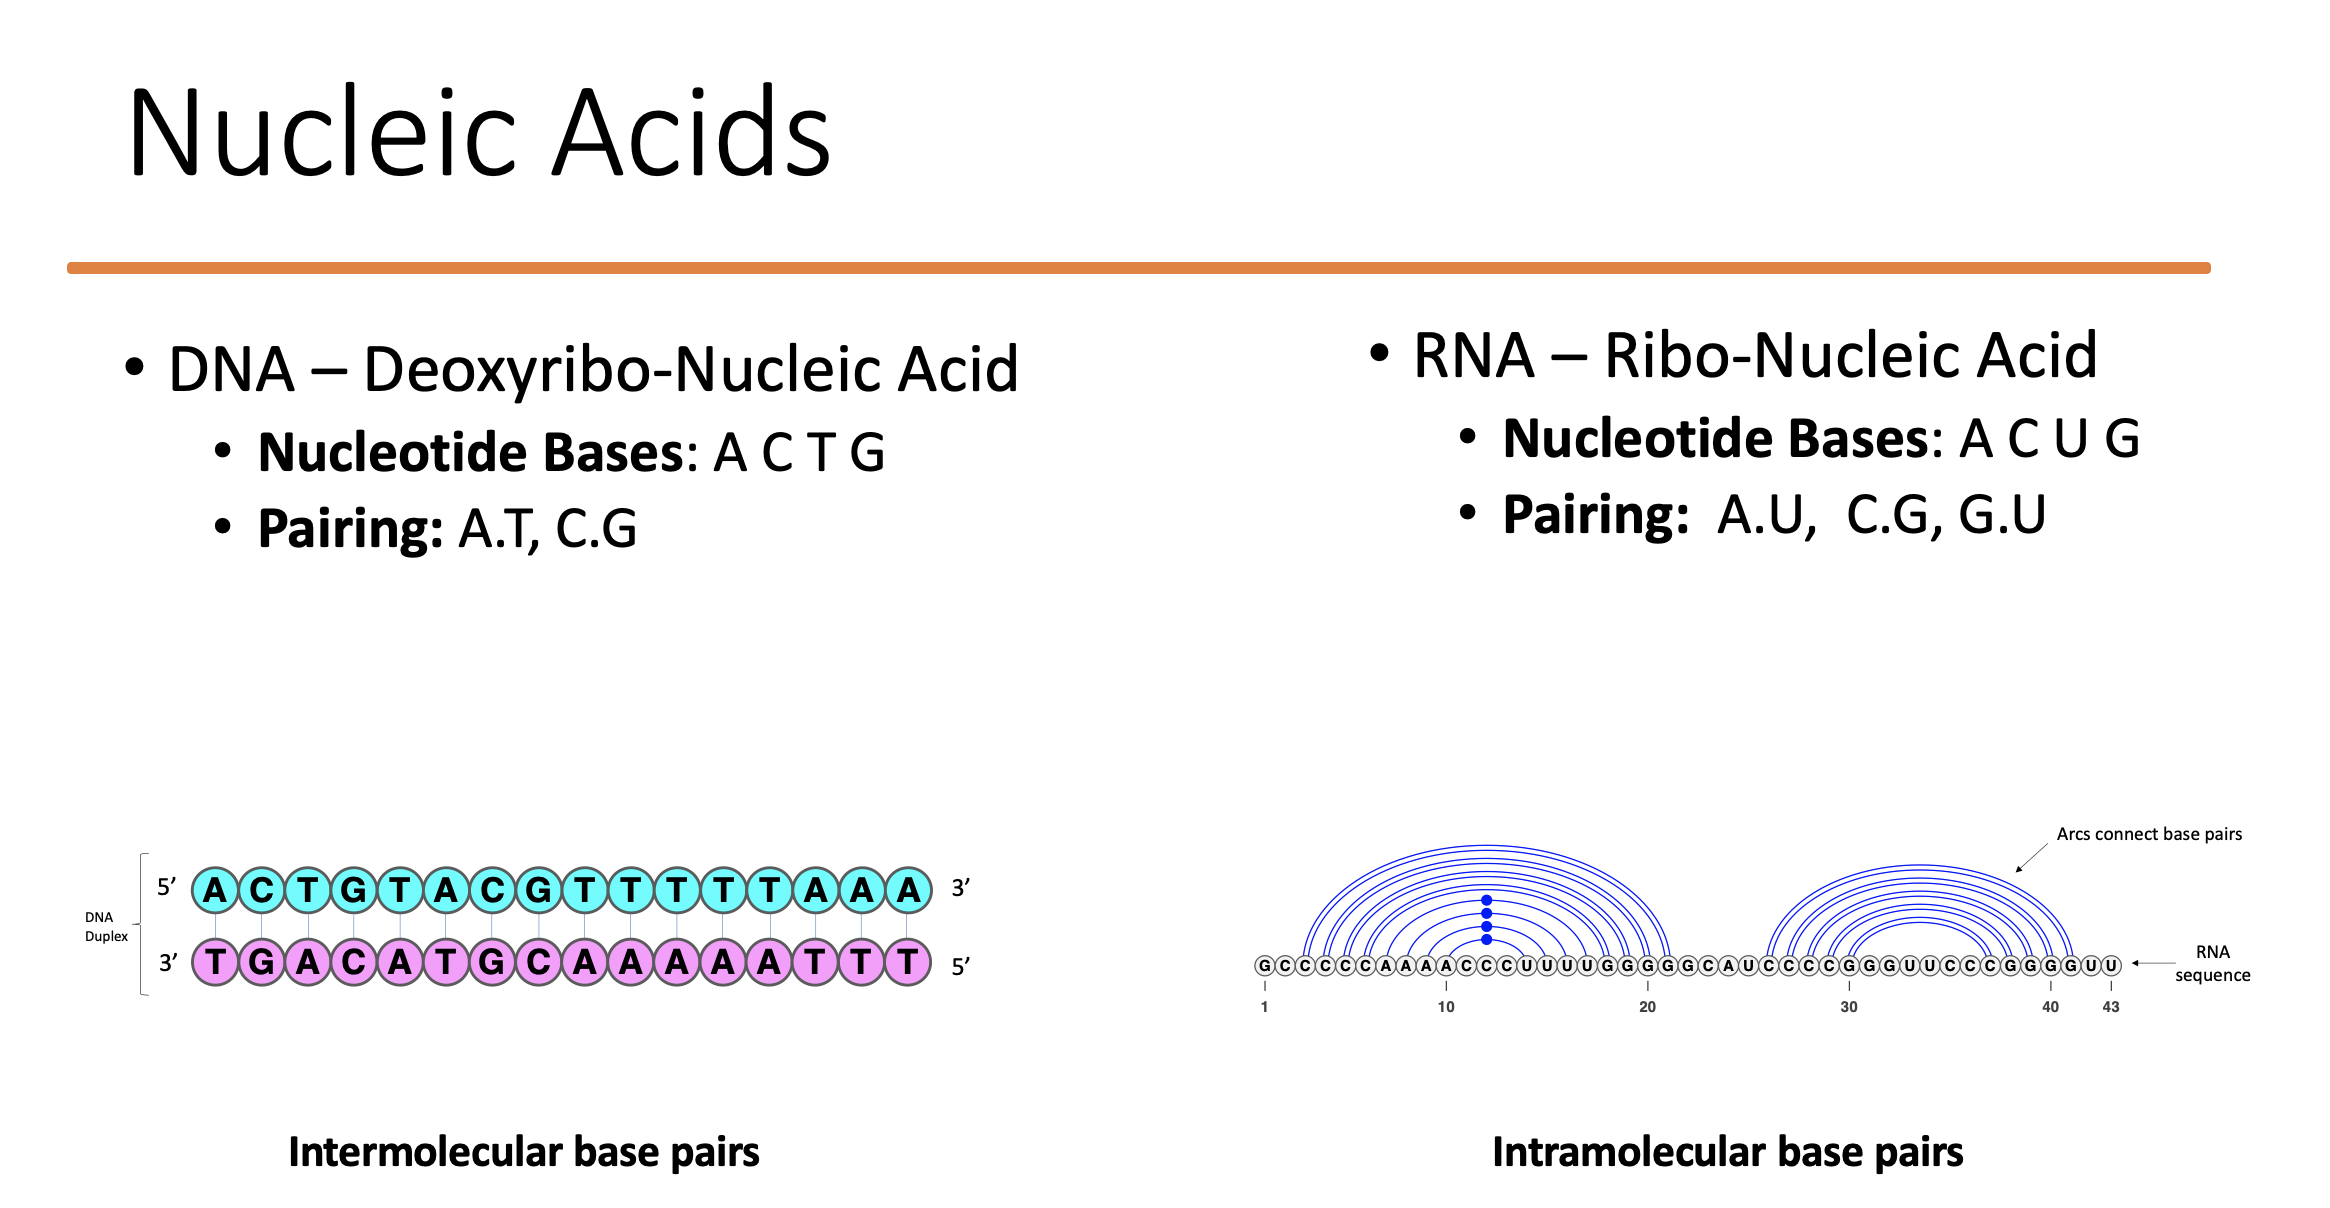 Nucleic Acids
• DNA – Deoxyribo-Nucleic Acid
• Nucleotide Bases: A C T G
• Pairing: A.T, C.G
• RNA – Ribo-Nucleic Acid
• Nucleotide Bases: A C U G
• Pairing: A.U, C.G, G.U
DNA
Duplex
5’ A C T G T A C G T T T T T A A A 3’
3’ T G A C A T G C A A A A A T T T 5’
Intermolecular base pairs
Arcs connect base pairs
G C C C C C A A A A C C C U U U U G G G G G C A U C C C C G G G U U C C C G G G G U U
RNA
sequence
1 10 20 30 40 43
Intramolecular base pairs